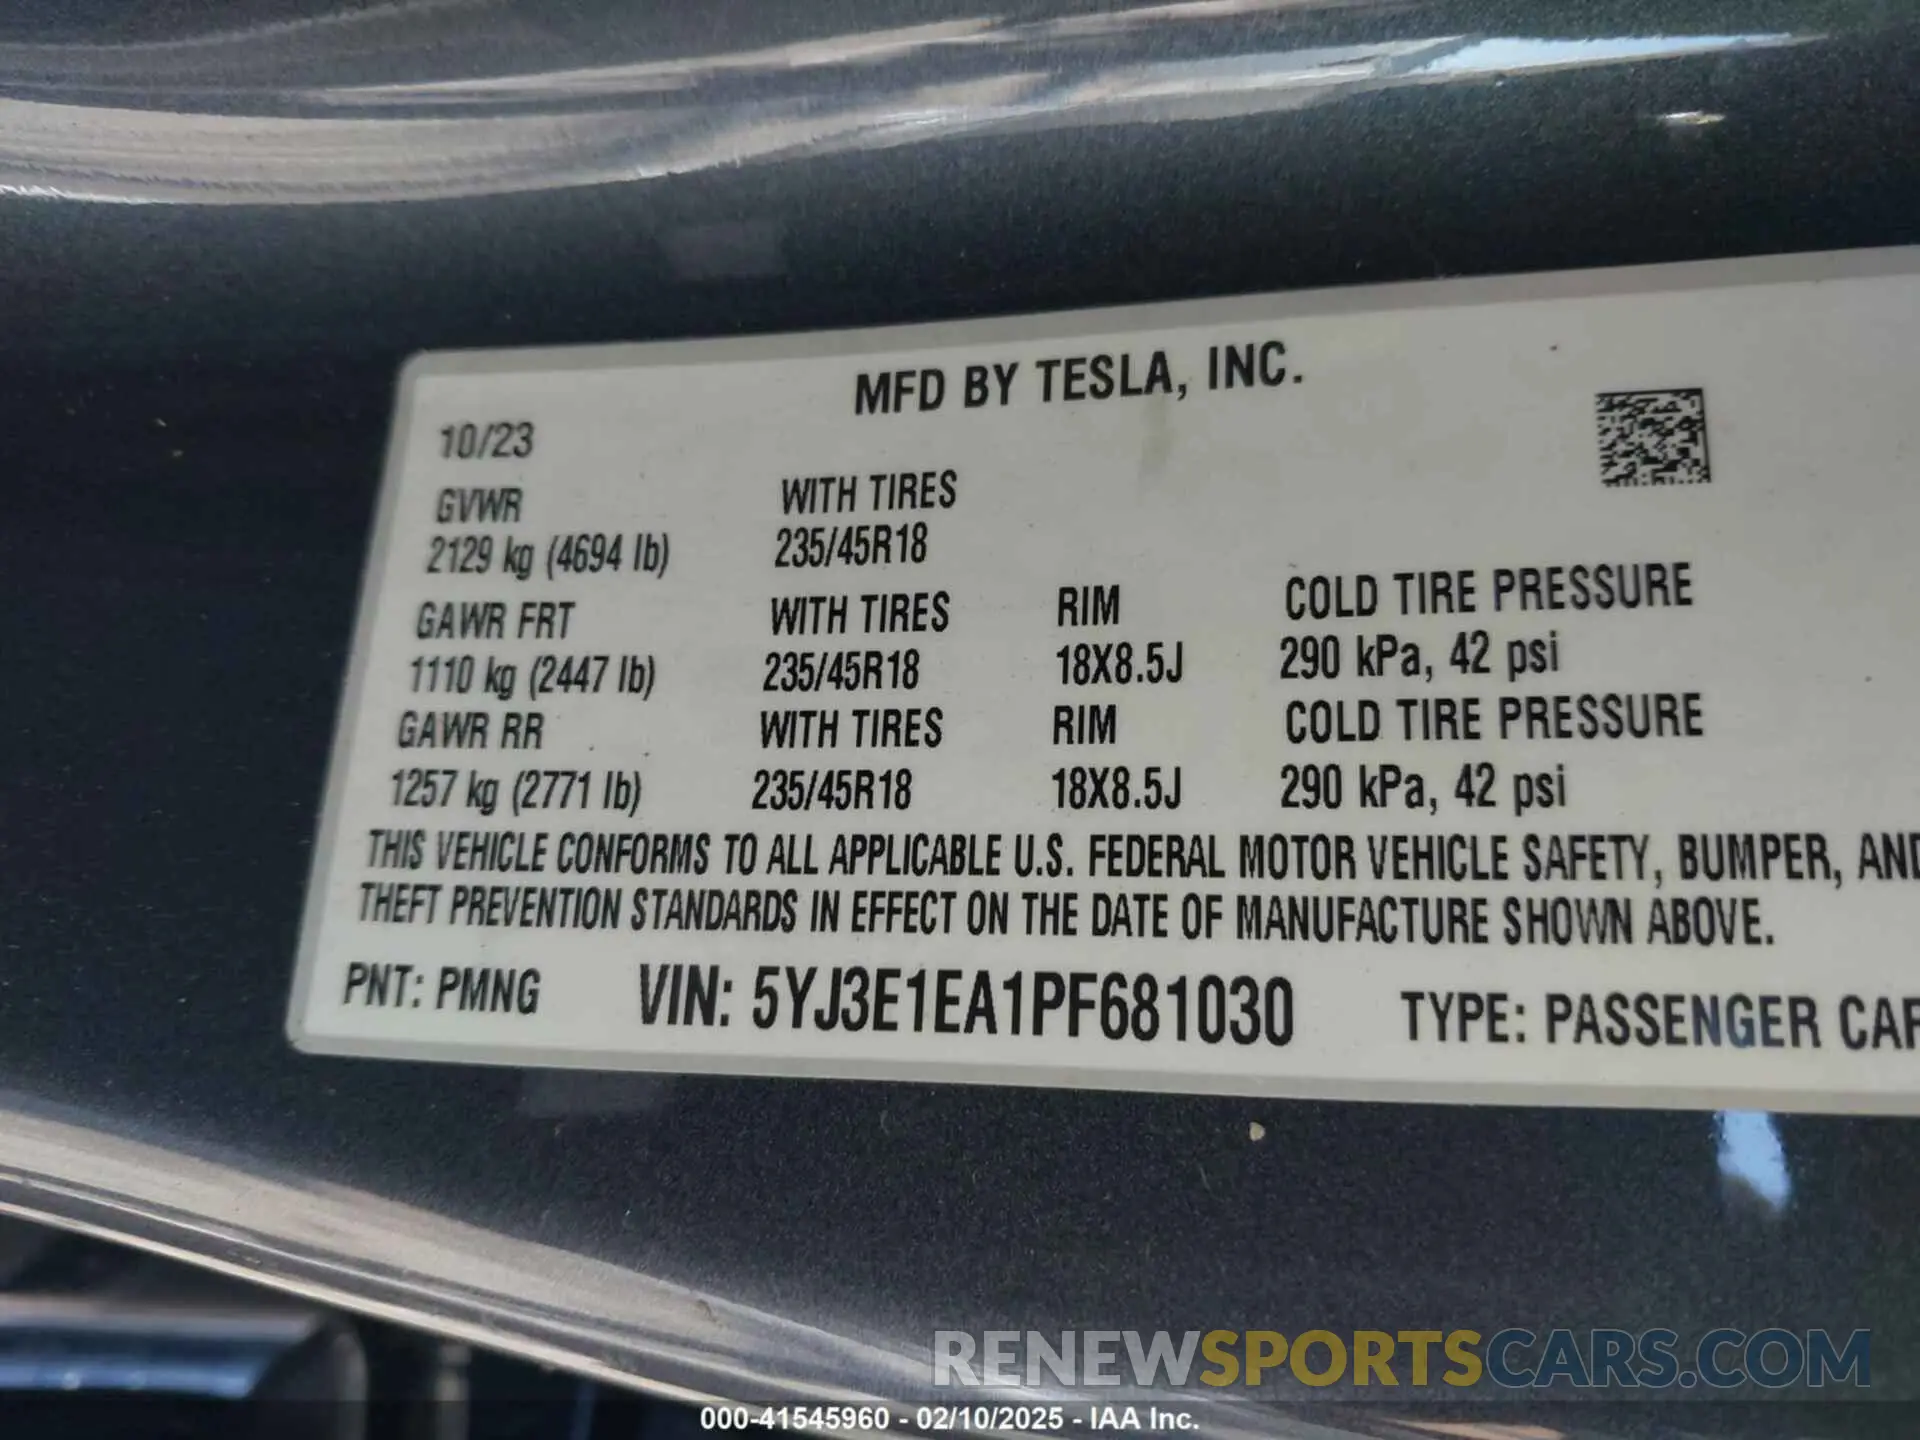 MFD BY TESLA, INC.
10/23
GVWR WITH TIRES
2129 kg (4694 lb) 235/45R18
GAWR FRT WITH TIRES RIM COLD TIRE PRESSURE
1110 kg (2447 lb) 235/45R18 18X8.5J 290 kPa, 42 psi
GAWR RR WITH TIRES RIM COLD TIRE PRESSURE
1257 kg (2771 lb) 235/45R18 18X8.5J 290 kPa, 42 psi
THIS VEHICLE CONFORMS TO ALL APPLICABLE U.S. FEDERAL MOTOR VEHICLE SAFETY, BUMPER, AND
THEFT PREVENTION STANDARDS IN EFFECT ON THE DATE OF MANUFACTURE SHOWN ABOVE.
PNT: PMNG VIN: 5YJ3E1EA1PF681030 TYPE: PASSENGER CAR
RENEWSPORTSCARS.COM
000-41545960 - 02/10/2025 - IAA Inc.